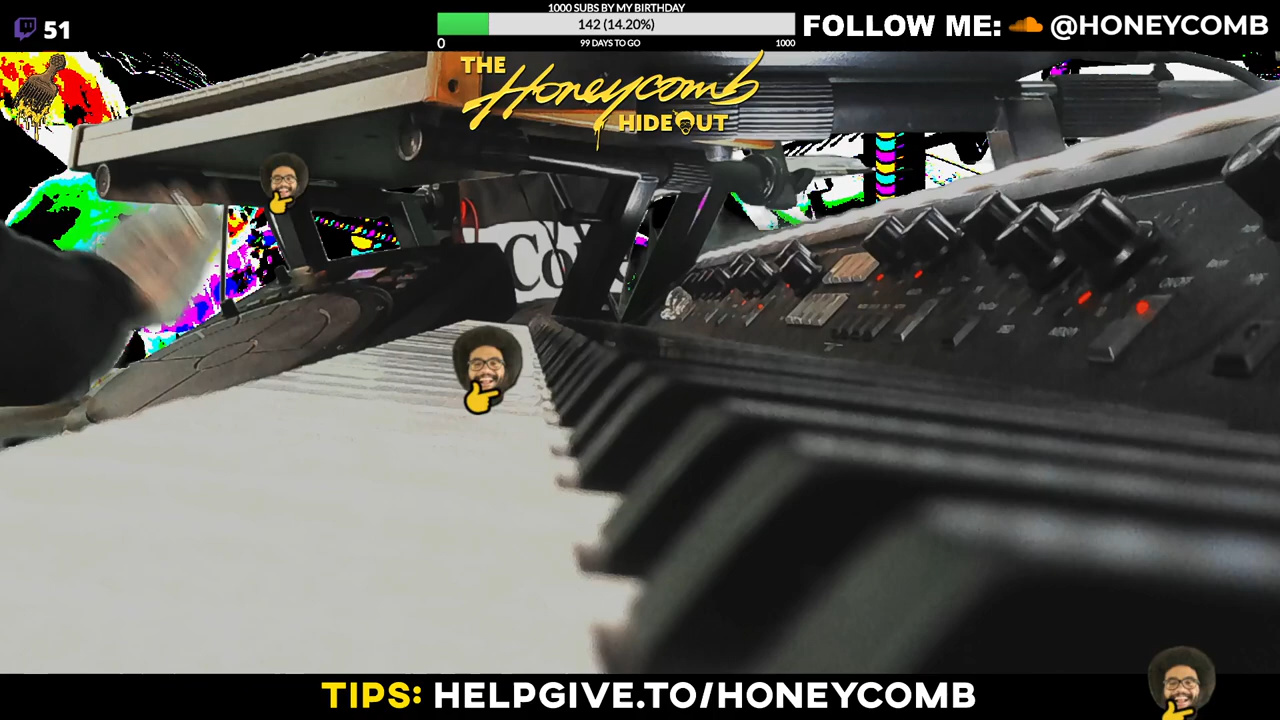 51
1000 SUBS BY MY BIRTHDAY
142 (14.20%)
0 99 DAYS TO GO 1000
FOLLOW ME: @HONEYCOMB
THE
Honeycomb
HIDEOUT
Co
TIPS: HELPGIVE.TO/HONEYCOMB